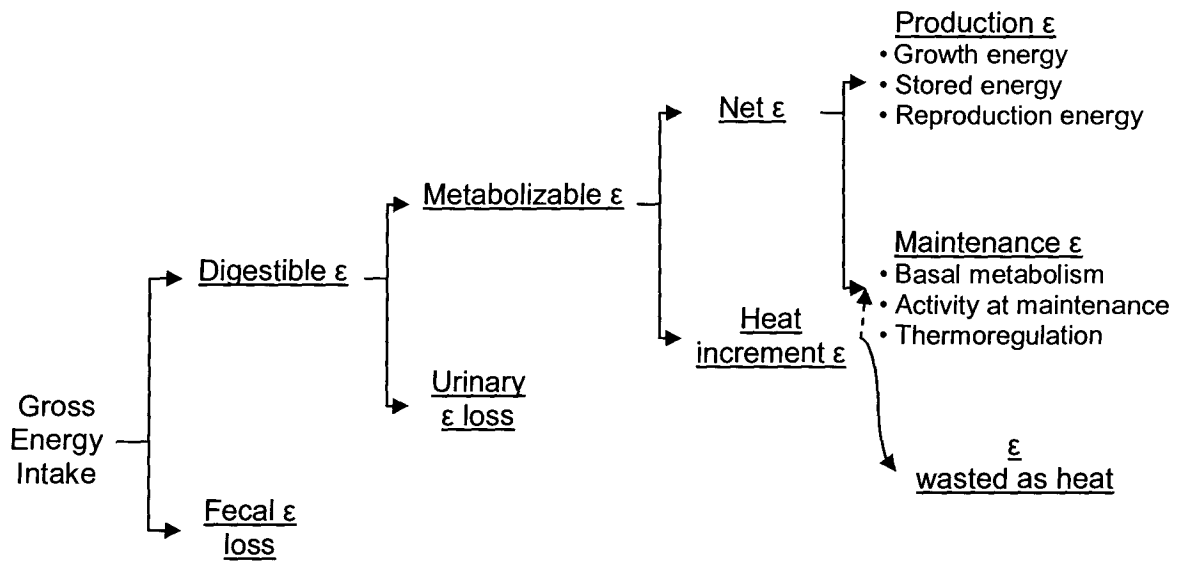 Production ε
• Growth energy
• Stored energy
• Reproduction energy
Net ε
Metabolizable ε
Maintenance ε
• Basal metabolism
• Activity at maintenance
• Thermoregulation
Digestible ε
Heat
increment ε
Urinary
ε loss
Gross
Energy
Intake
ε
wasted as heat
Fecal ε
loss